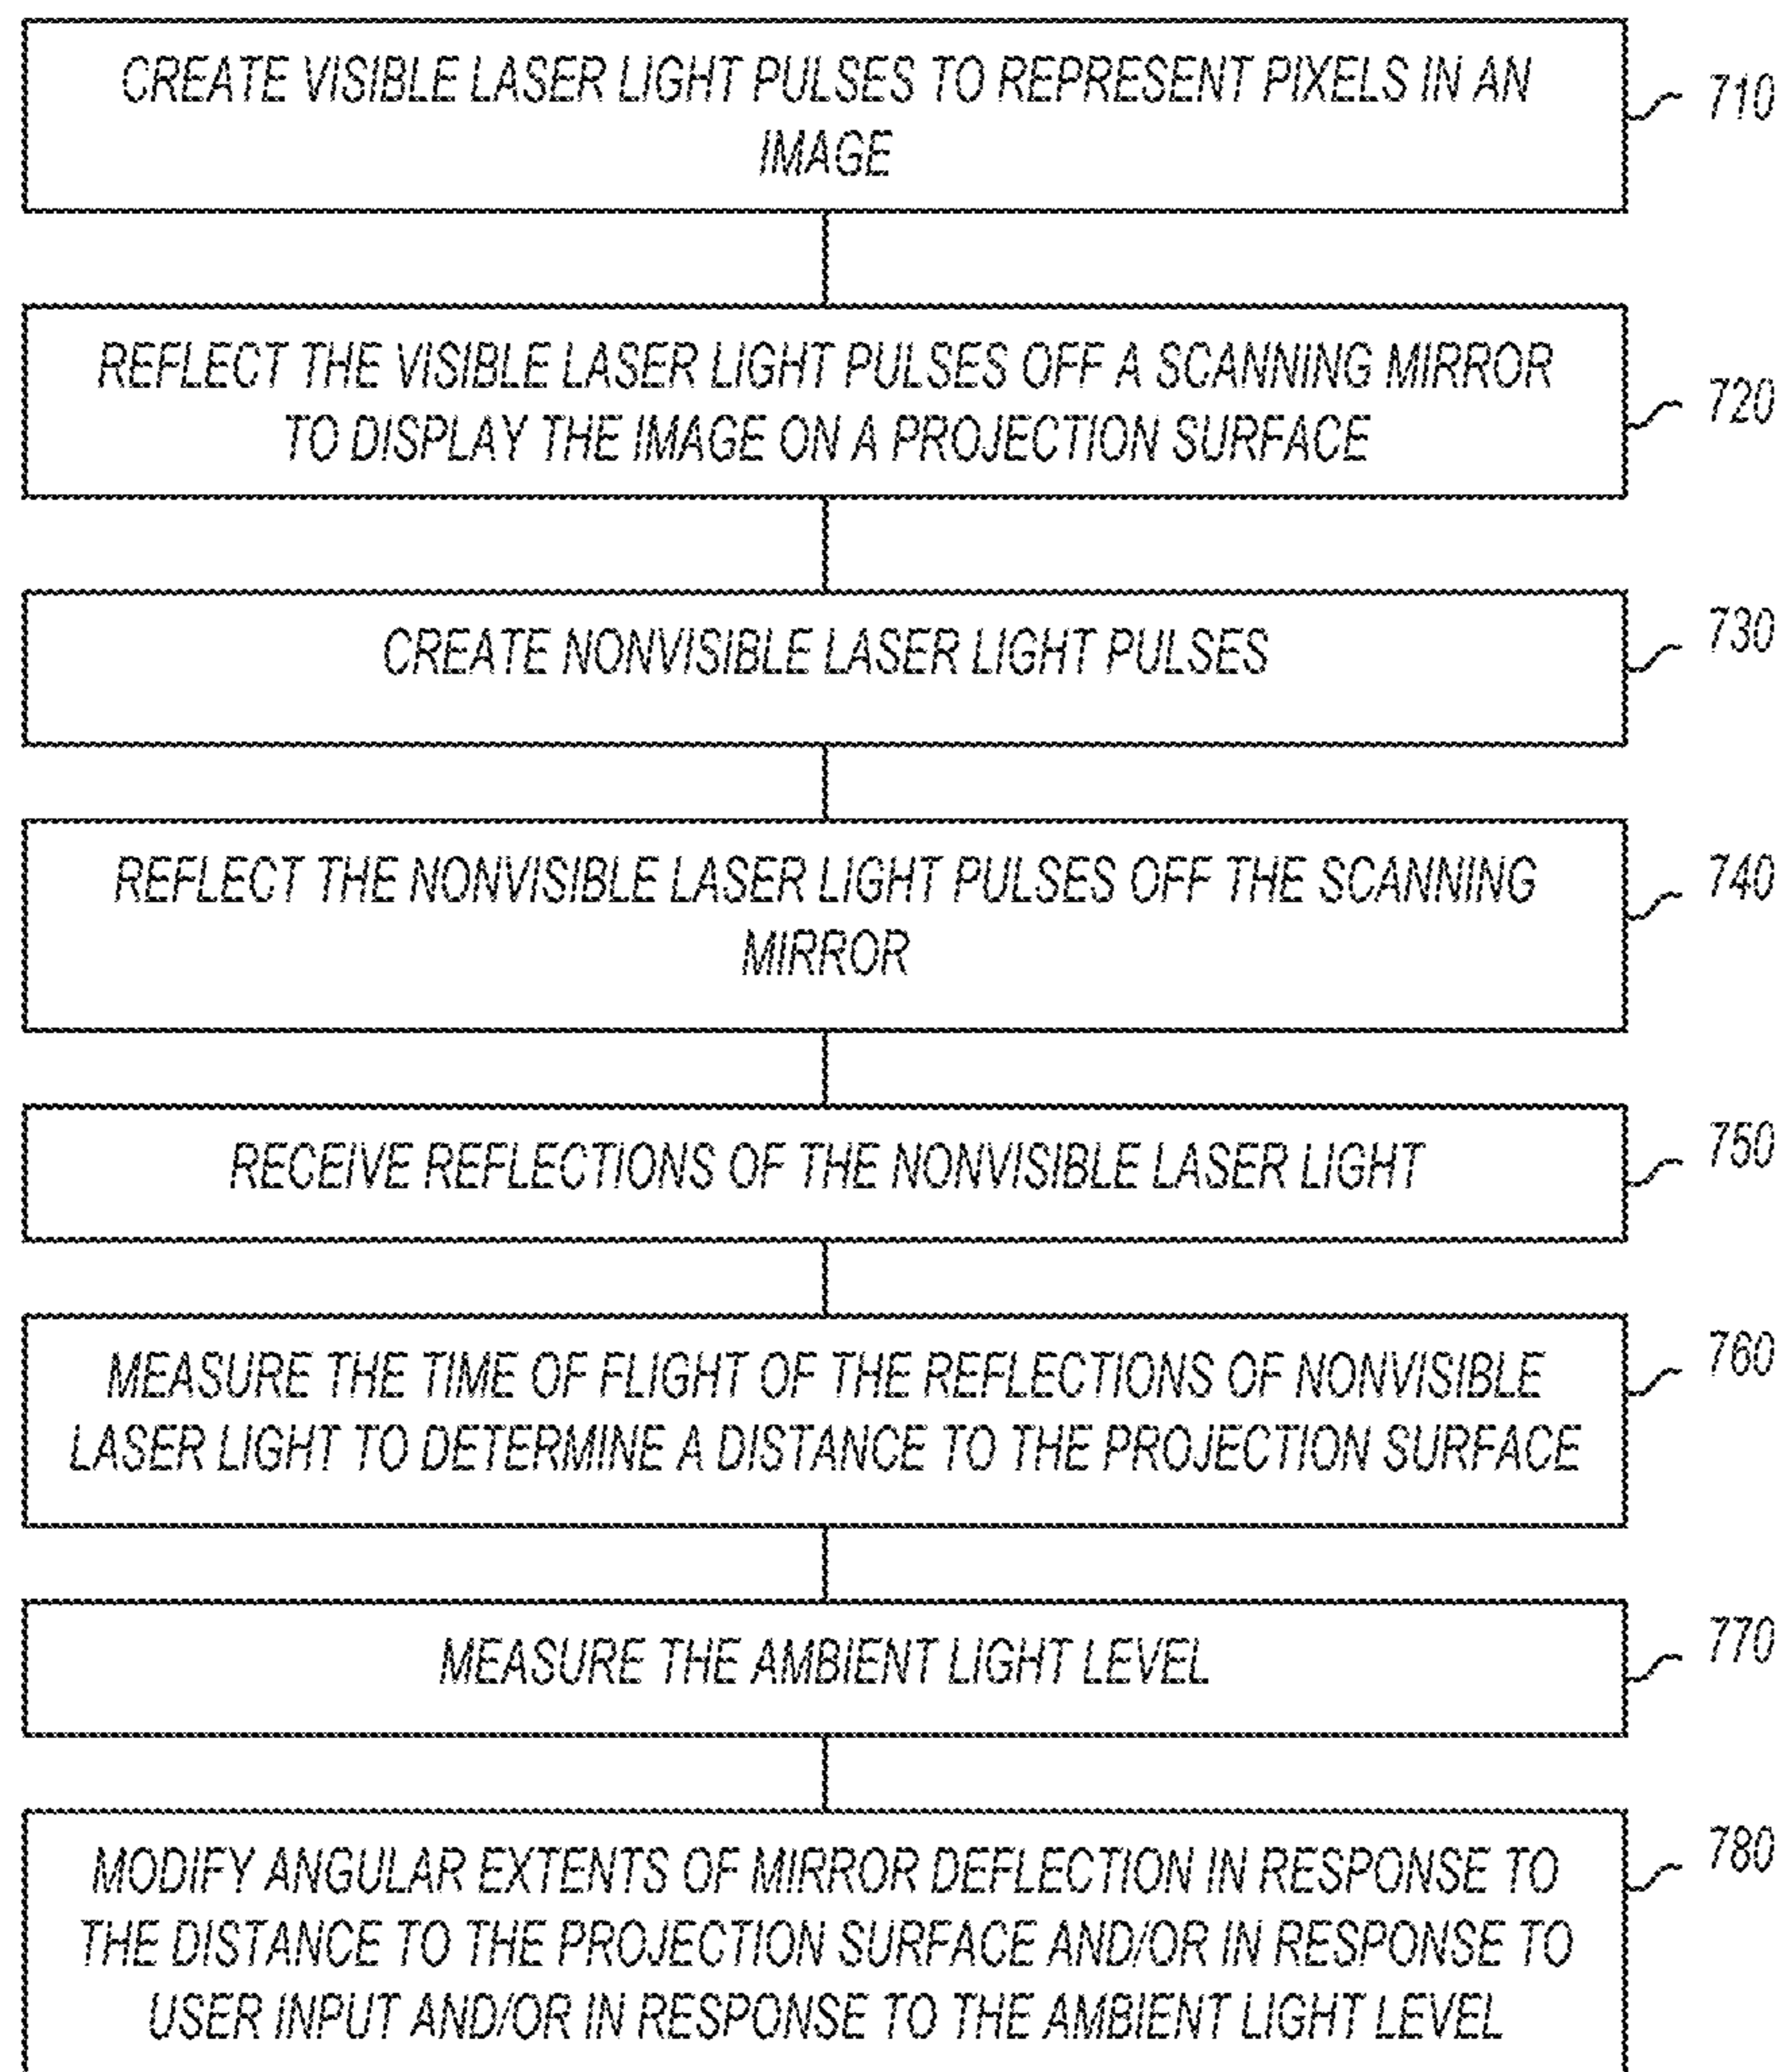 CREATE VISIBLE LASER LIGHT PULSES TO REPRESENT PIXELS IN AN
IMAGE
710
REFLECT THE VISIBLE LASER LIGHT PULSES OFF A SCANNING MIRROR
TO DISPLAY THE IMAGE ON A PROJECTION SURFACE
720
CREATE NONVISIBLE LASER LIGHT PULSES
730
REFLECT THE NONVISIBLE LASER LIGHT PULSES OFF THE SCANNING
MIRROR
740
RECEIVE REFLECTIONS OF THE NONVISIBLE LASER LIGHT
750
MEASURE THE TIME OF FLIGHT OF THE REFLECTIONS OF NONVISIBLE
LASER LIGHT TO DETERMINE A DISTANCE TO THE PROJECTION SURFACE
760
MEASURE THE AMBIENT LIGHT LEVEL
770
MODIFY ANGULAR EXTENTS OF MIRROR DEFLECTION IN RESPONSE TO
THE DISTANCE TO THE PROJECTION SURFACE AND/OR IN RESPONSE TO
USER INPUT AND/OR IN RESPONSE TO THE AMBIENT LIGHT LEVEL
780